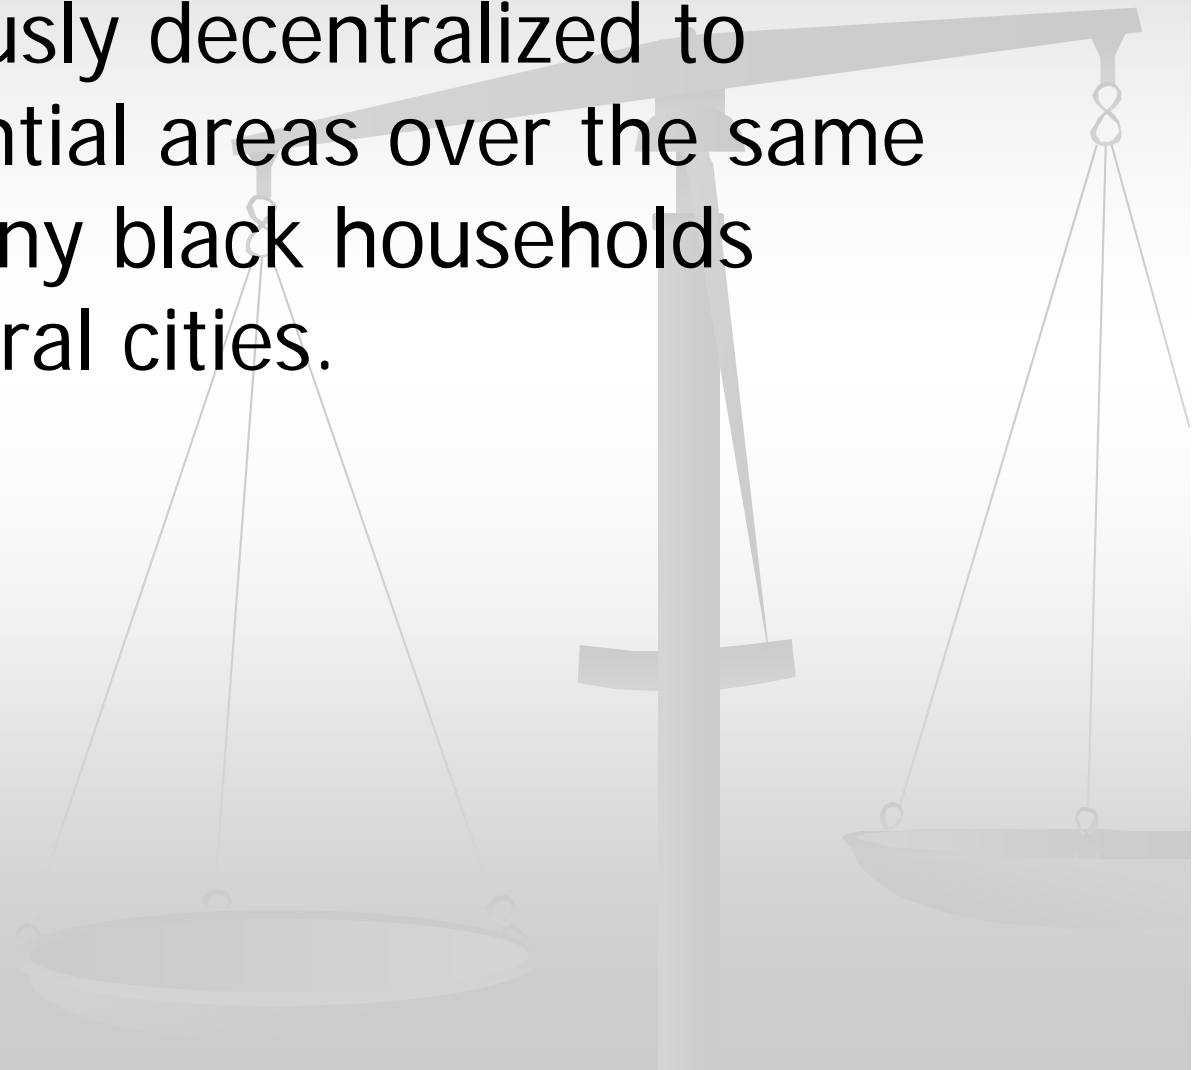 usly decentralized to
ntial areas over the same
ny black households
ral cities.